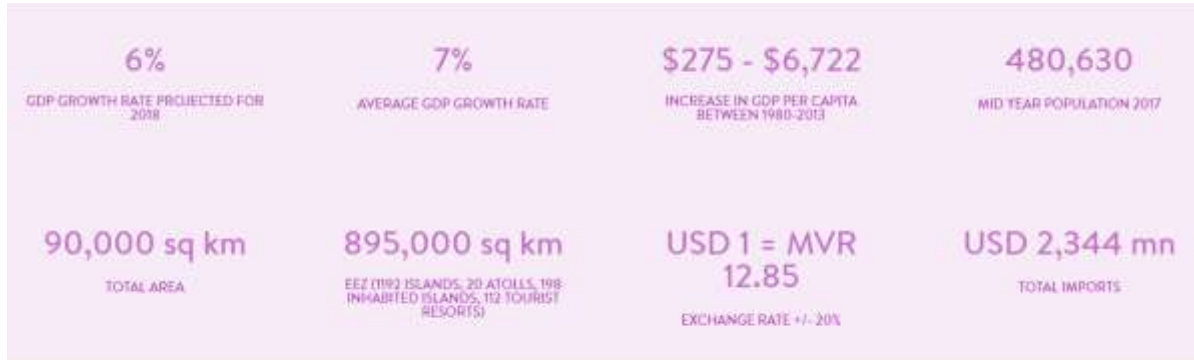 6%
GDP GROWTH RATE PROJECTED FOR
2018
7%
AVERAGE GDP GROWTH RATE
$275 - $6,722
INCREASE IN GDP PER CAPITA
BETWEEN 1980-2013
480,630
MID YEAR POPULATION 2017
90,000 sq km
TOTAL AREA
895,000 sq km
EEZ (1192 ISLANDS, 20 ATOLLS, 198
INHABITED ISLANDS, 112 TOURIST
RESORTS)
USD 1 = MVR
12.85
EXCHANGE RATE +/- 20%
USD 2,344 mn
TOTAL IMPORTS